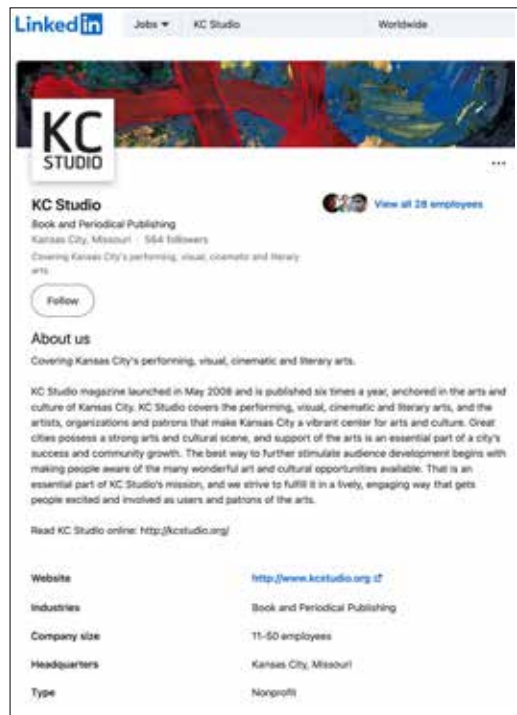 LinkedIn Jobs KC Studio Worldwide
KC
STUDIO
KC Studio
View all 28 employees
Book and Periodical Publishing
Kansas City, Missouri · 564 followers
Covering Kansas City's performing, visual, cinematic and literary
arts.
Follow
About us
Covering Kansas City's performing, visual, cinematic and literary arts.
KC Studio magazine launched in May 2008 and is published six times a year, anchored in the arts and
culture of Kansas City. KC Studio covers the performing, visual, cinematic and literary arts, and the
artists, organizations and patrons that make Kansas City a vibrant center for arts and culture. Great
cities possess a strong arts and cultural scene, and support of the arts is an essential part of a city's
success and community growth. The best way to further stimulate audience development begins with
making people aware of the many wonderful art and cultural opportunities available. That is an
essential part of KC Studio's mission, and we strive to fulfill it in a lively, engaging way that gets
people excited and involved as users and patrons of the arts.
Read KC Studio online: http://kcstudio.org/
Website http://www.kcstudio.org
Industries Book and Periodical Publishing
Company size 11-50 employees
Headquarters Kansas City, Missouri
Type Nonprofit